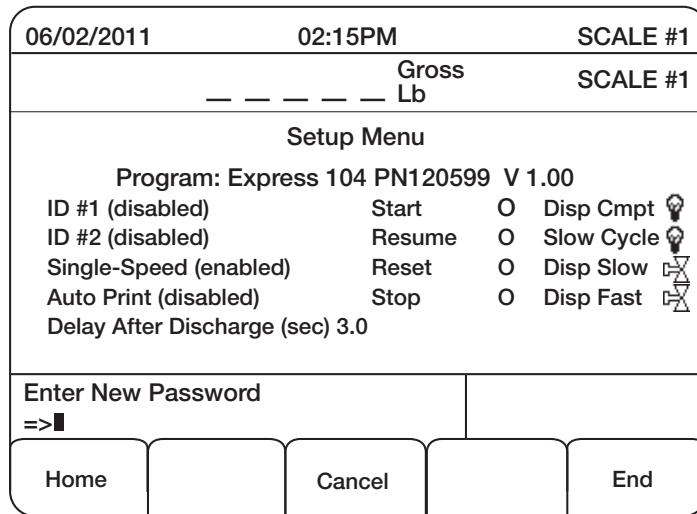 06/02/2011 02:15PM SCALE #1
Gross SCALE #1
_ _ _ _ _ Lb
Setup Menu
Program: Express 104 PN120599 V 1.00
ID #1 (disabled) Start O Disp Cmpt
ID #2 (disabled) Resume O Slow Cycle
Single-Speed (enabled) Reset O Disp Slow
Auto Print (disabled) Stop O Disp Fast
Delay After Discharge (sec) 3.0
Enter New Password
=>
Home Cancel End